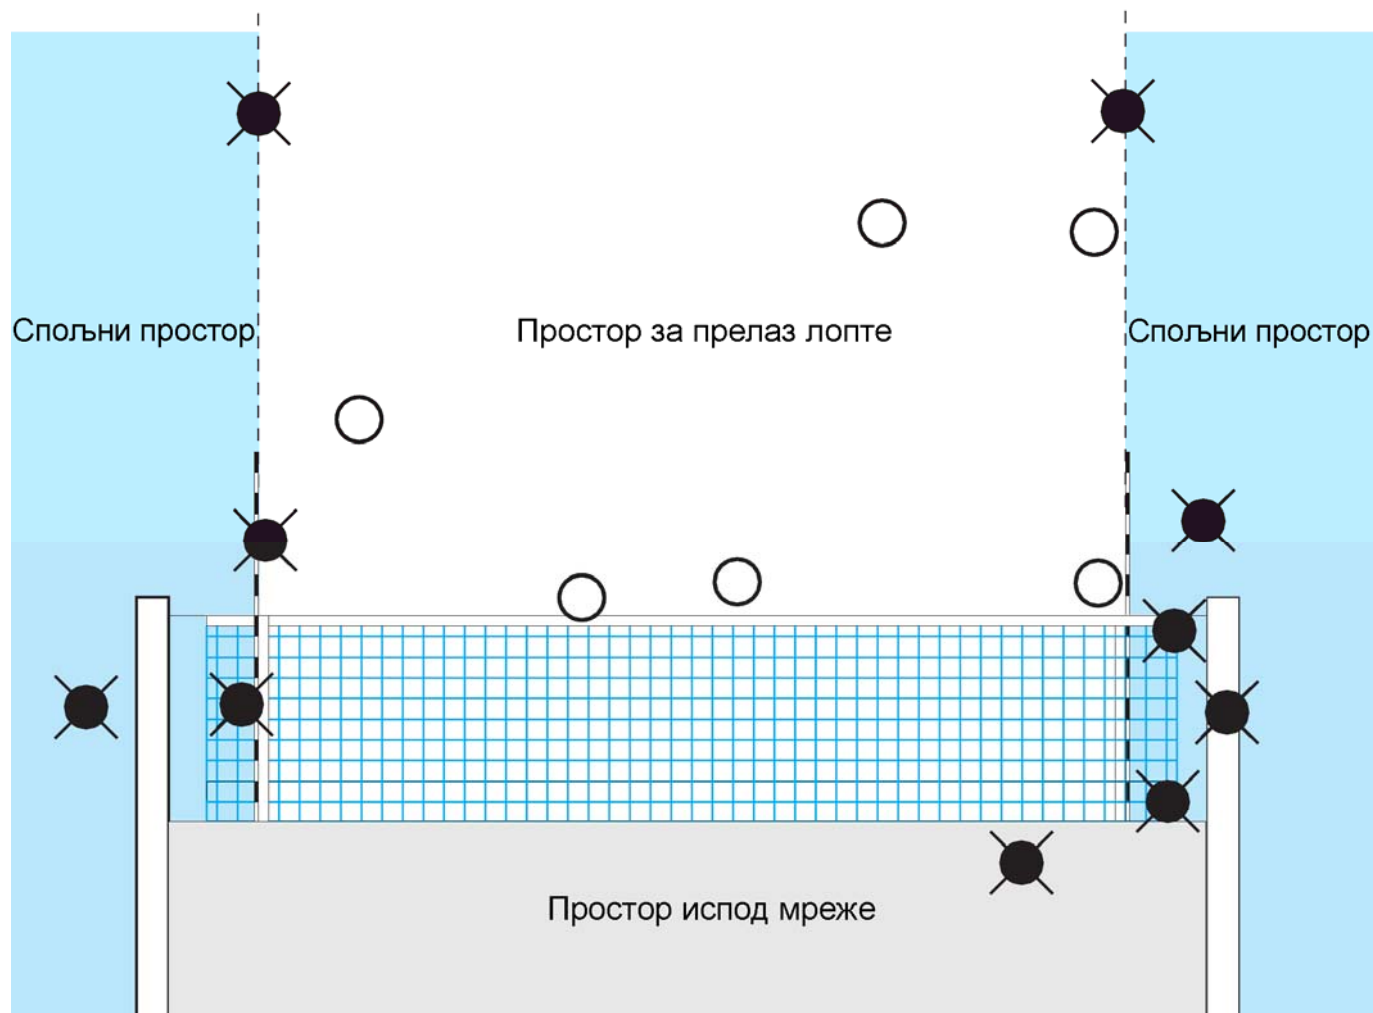 Спољни простор
Простор за прелаз лопте
Спољни простор
Простор испод мреже